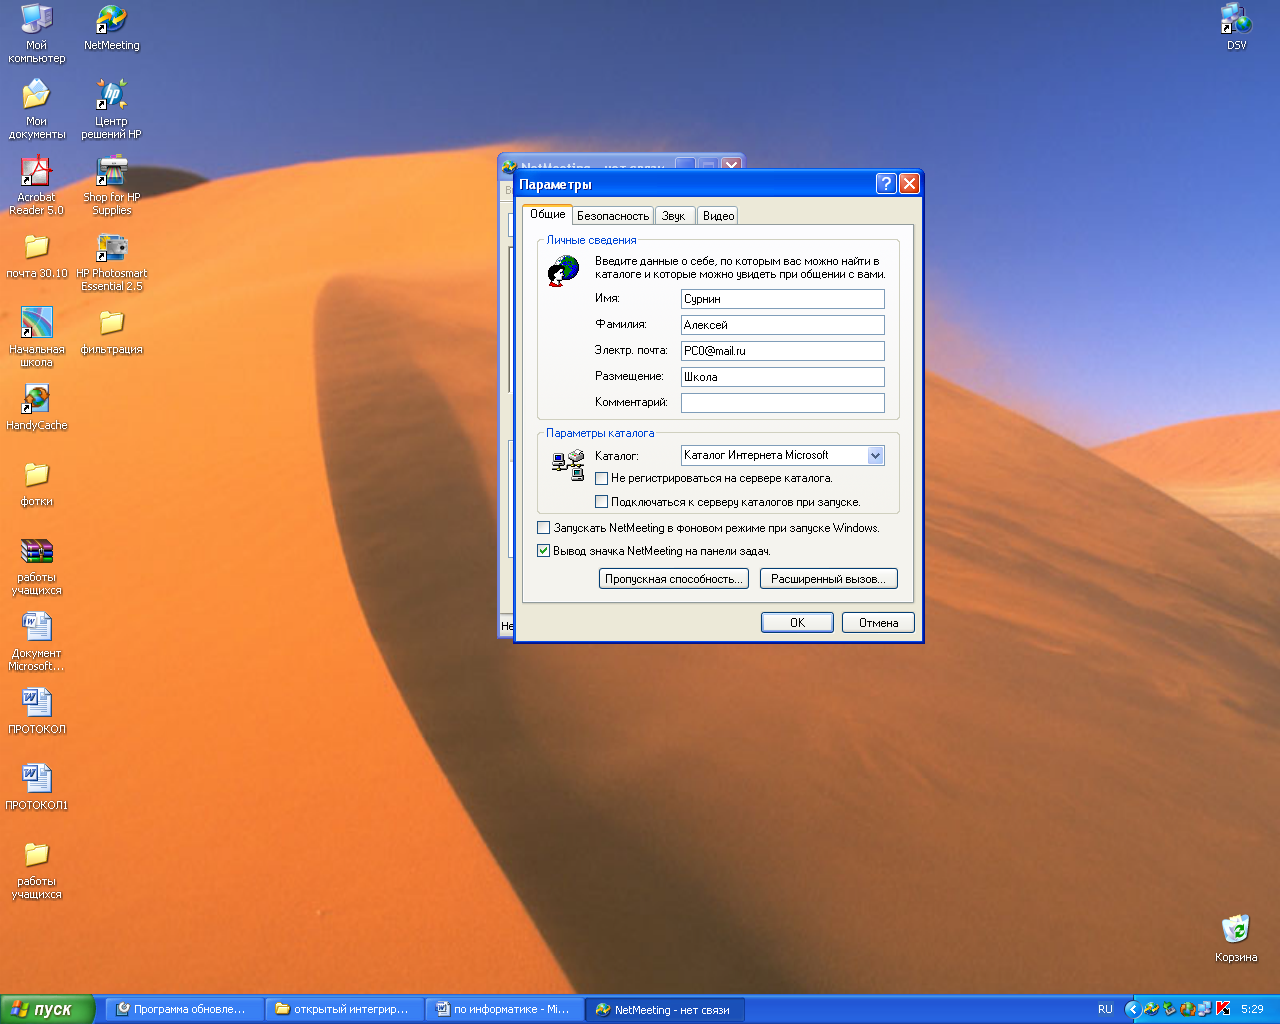 Мой
компьютер
NetMeeting
DSV
Мои
документы
Центр
решений HP
Acrobat
Reader 5.0
Shop for HP
Supplies
почта 30.10
HP Photosmart
Essential 2.5
Начальная
школа
фильтрация
HandyCache
фотки
работы
учащихся
Документ
Microsoft...
ПРОТОКОЛ
ПРОТОКОЛ1
работы
учащихся
Корзина
NetMeeting - нет связи
Параметры
Общие
Безопасность
Звук
Видео
Личные сведения
Введите данные о себе, по которым вас можно найти в
каталоге и которые можно увидеть при общении с вами.
Имя: Сурнин
Фамилия: Алексей
Электр. почта: PC0@mail.ru
Размещение: Школа
Комментарий:
Параметры каталога
Каталог: Каталог Интернета Microsoft
Не регистрироваться на сервере каталога.
Подключаться к серверу каталогов при запуске.
Запускать NetMeeting в фоновом режиме при запуске Windows.
Вывод значка NetMeeting на панели задач.
Пропускная способность...
Расширенный вызов...
Не
OK
Отмена
пуск
Программа обновле...
открытый интегрир...
по информатике - Mi...
NetMeeting - нет связи
RU
5:29